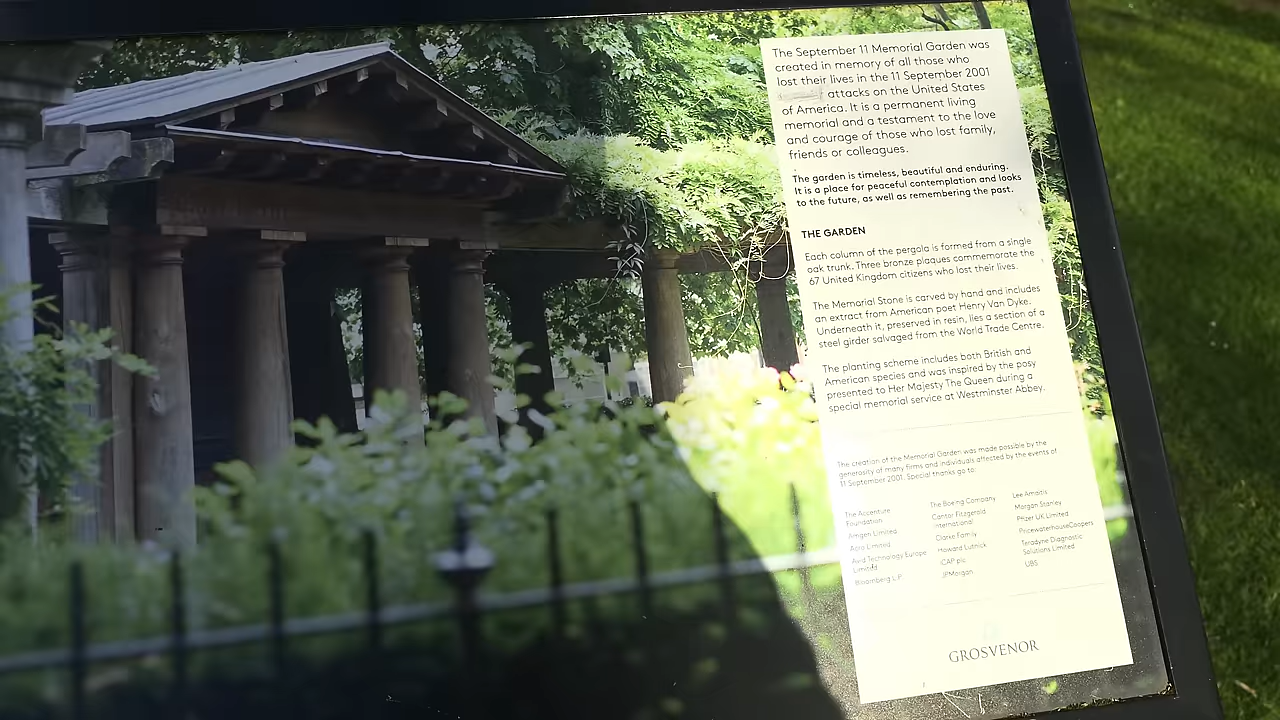 The September 11 Memorial Garden was
created in memory of all those who
lost their lives in the 11 September 2001
attacks on the United States
of America. It is a permanent living
memorial and a testament to the love
and courage of those who lost family,
friends or colleagues.
The garden is timeless, beautiful and enduring.
It is a place for peaceful contemplation and looks
to the future, as well as remembering the past.
THE GARDEN
Each column of the pergola is formed from a single
oak trunk. Three bronze plaques commemorate the
67 United Kingdom citizens who lost their lives.
The Memorial Stone is carved by hand and includes
an extract from American poet Henry Van Dyke.
Underneath it, preserved in resin, lies a section of a
steel girder salvaged from the World Trade Centre.
The planting scheme includes both British and
American species and was inspired by the posy
presented to Her Majesty The Queen during a
special memorial service at Westminster Abbey.
The creation of the Memorial Garden was made possible by the
generosity of many firms and individuals affected by the events of
11 September 2001. Special thanks go to:
The Accenture
Foundation
Amgen Limited
Avid Technology Europe
Limited
Bloomberg L.P.
The Boeing Company
Cantor Fitzgerald
International
Clarke Family
Howard Lutnick
ICAP plc
JPMorgan
Lee Amaitis
Morgan Stanley
Pfizer UK Limited
PricewaterhouseCoopers
Teradyne Diagnostic
Solutions Limited
UBS
GROSVENOR